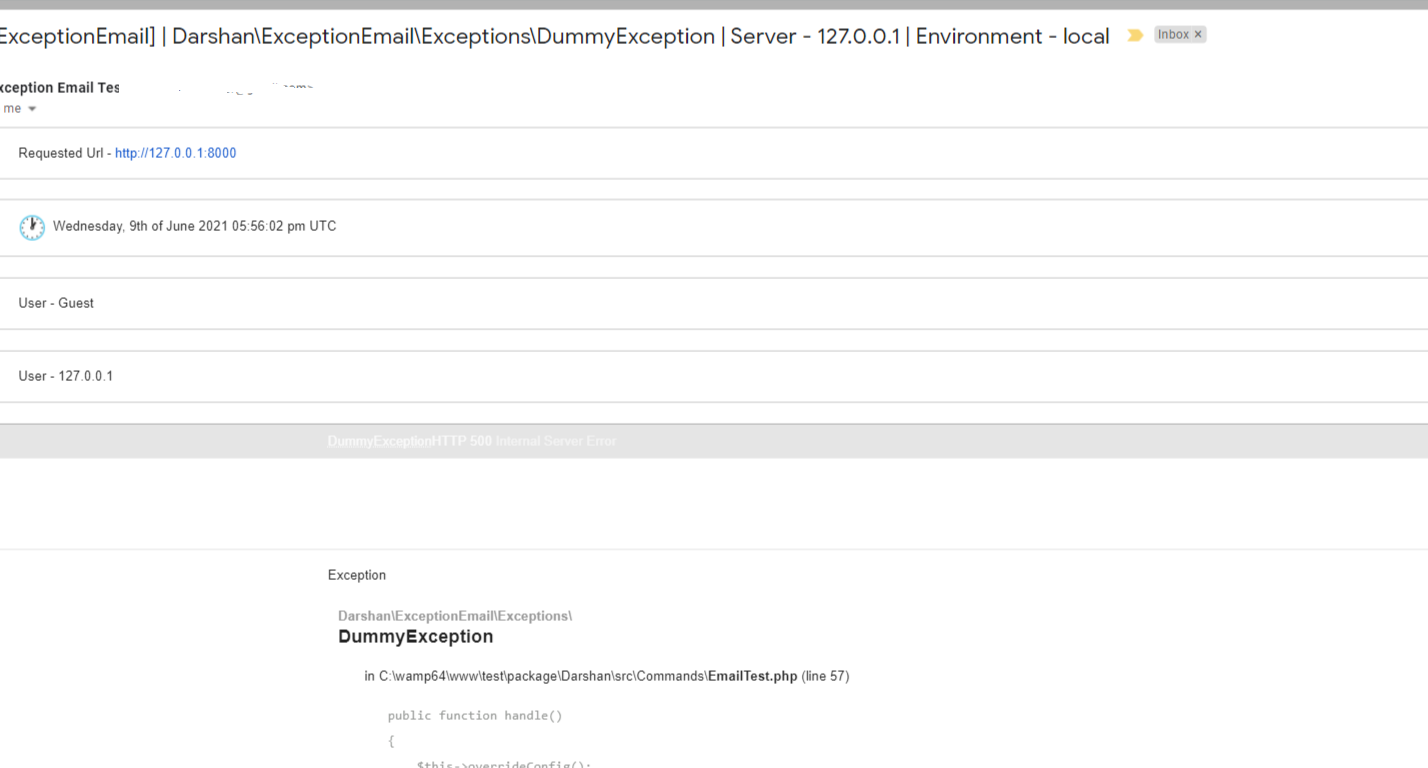 ExceptionEmail] | Darshan\ExceptionEmail\Exceptions\DummyException | Server - 127.0.0.1 | Environment - local Inbox ×
xception Email Tes
me
Requested Url - http://127.0.0.1:8000
Wednesday, 9th of June 2021 05:56:02 pm UTC
User - Guest
User - 127.0.0.1
DummyExceptionHTTP 500 Internal Server Error
Exception
Darshan\ExceptionEmail\Exceptions\
DummyException
in C:\wamp64\www\test\package\Darshan\src\Commands\EmailTest.php (line 57)
public function handle()
{
$this->overrideConfig();